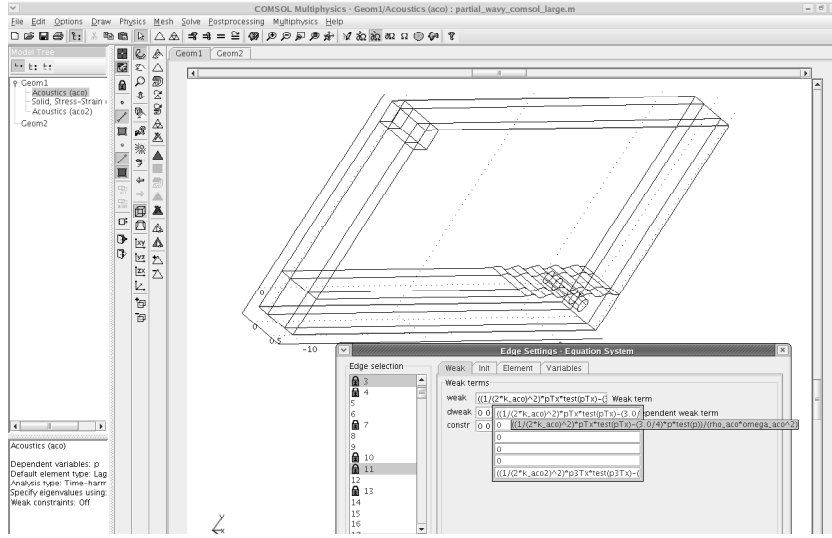 COMSOL Multiphysics - Geom1/Acoustics (aco) : partial_wavy_comsol_large.m
File Edit Options Draw Physics Mesh Solve Postprocessing Multiphysics Help
Model Tree
Geom1 Geom2
Geom1
Acoustics (aco)
Solid, Stress-Strain
Acoustics (aco2)
Geom2
xy
yz
zx
0
0
0.5
-10
y
x
Edge Settings - Equation System
Edge selection
3
4
5
6
7
8
9
10
11
12
13
14
15
16
17
Weak Init Element Variables
Weak terms
weak ((1/(2*k_aco)^2)*pTx*test(pTx)-(: Weak term
dweak 0 0 ((1/(2*k_aco)^2)*pTx*test(pTx)-(3.0/ ependent weak term
constr 0 0 0 ((1/(2*k_aco)^2)*pTx*test(pTx)-(3.0/4)*p*test(p))/(rho_aco*omega_aco^2)
0
0
0
((1/(2*k_aco2)^2)*p3Tx*test(p3Tx)-(
Acoustics (aco)
Dependent variables: p
Default element type: Lag
Analysis type: Time-harm
Specify eigenvalues using:
Weak constraints: Off